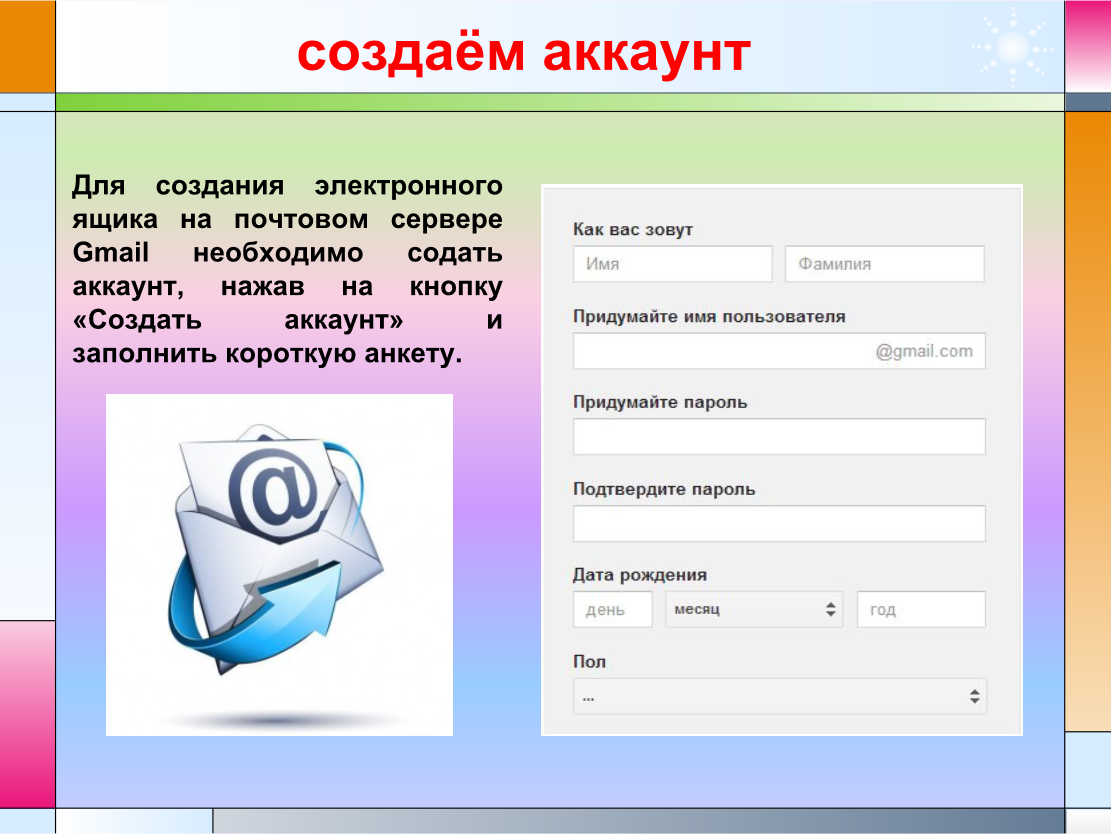 создаём аккаунт
Для создания электронного
ящика на почтовом сервере
Gmail необходимо содать
аккаунт, нажав на кнопку
«Создать аккаунт» и
заполнить короткую анкету.
@
Как вас зовут
Имя Фамилия
Придумайте имя пользователя
@gmail.com
Придумайте пароль
Подтвердите пароль
Дата рождения
день месяц год
Пол
...